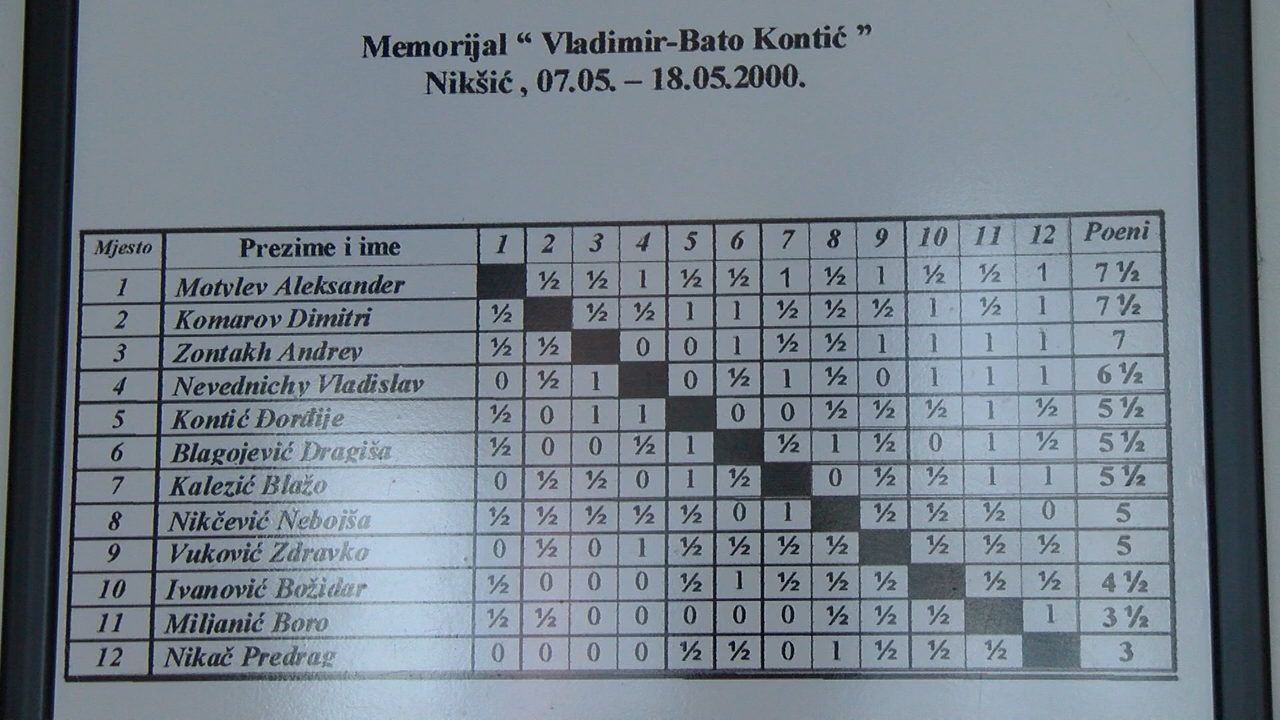 Memorijal “ Vladimir-Bato Kontić ”
Nikšić , 07.05. – 18.05.2000.
Mjesto Prezime i ime 1 2 3 4 5 6 7 8 9 10 11 12 Poeni
1 Motylev Aleksander ½ ½ 1 ½ ½ 1 ½ 1 ½ ½ 1 7 ½
2 Komarov Dimitri ½ ½ ½ 1 1 ½ ½ ½ 1 ½ 1 7 ½
3 Zontakh Andrey ½ ½ 0 0 1 ½ ½ 1 1 1 1 7
4 Nevednichy Vladislav 0 ½ 1 0 ½ 1 ½ 0 1 1 1 6 ½
5 Kontić Đorđije ½ 0 1 1 0 0 ½ ½ ½ 1 ½ 5 ½
6 Blagojević Dragiša ½ 0 0 ½ 1 ½ 1 ½ 0 1 ½ 5 ½
7 Kalezić Blažo 0 ½ ½ 0 1 ½ 0 ½ ½ 1 1 5 ½
8 Nikčević Nebojša ½ ½ ½ ½ ½ 0 1 ½ ½ ½ 0 5
9 Vuković Zdravko 0 ½ 0 1 ½ ½ ½ ½ ½ ½ ½ 5
10 Ivanović Božidar ½ 0 0 0 ½ 1 ½ ½ ½ ½ ½ 4 ½
11 Miljanić Boro ½ ½ 0 0 0 0 0 ½ ½ ½ 1 3 ½
12 Nikač Predrag 0 0 0 0 ½ ½ 0 1 ½ ½ ½ 3